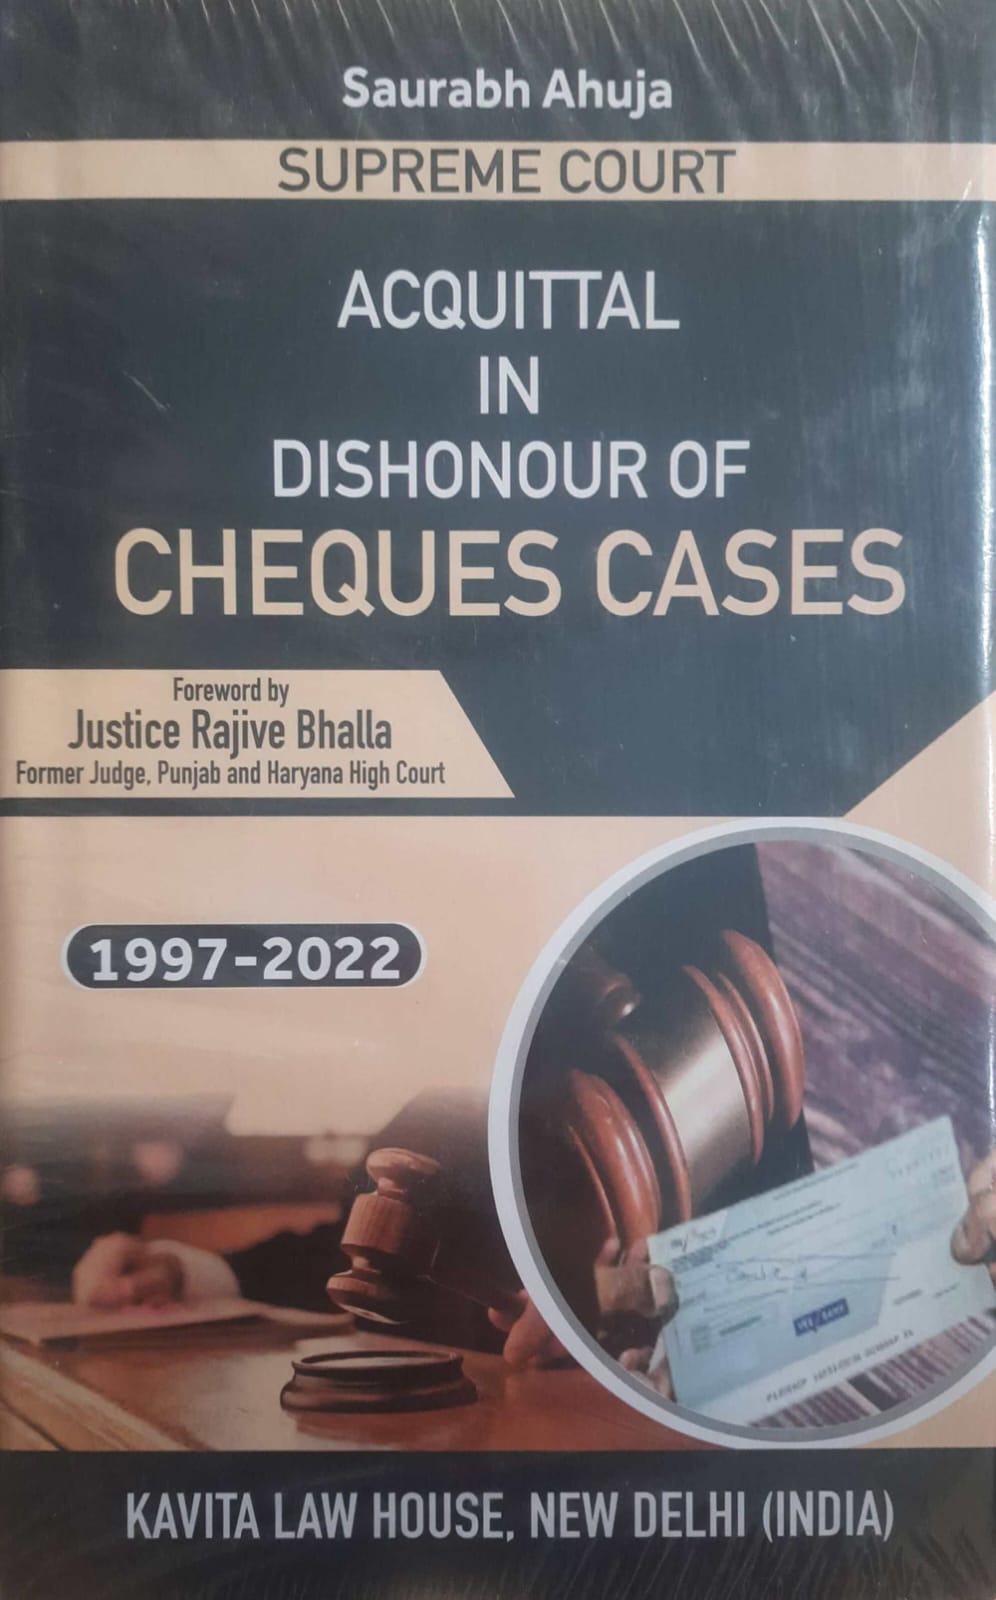 Saurabh Ahuja
SUPREME COURT
ACQUITTAL
IN
DISHONOUR OF
CHEQUES CASES
Foreword by
Justice Rajive Bhalla
Former Judge, Punjab and Haryana High Court
1997-2022
KAVITA LAW HOUSE, NEW DELHI (INDIA)